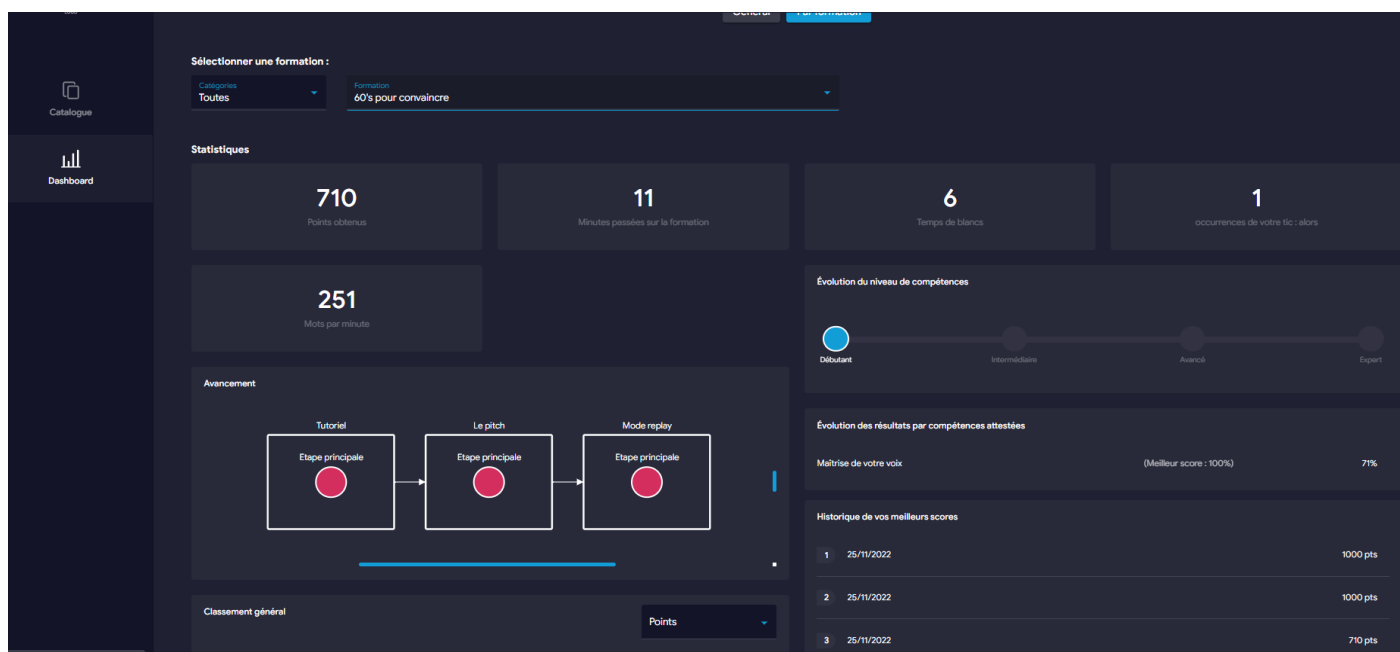 Général Par formation
Sélectionner une formation :
Catégories
Toutes
Formation
60's pour convaincre
Catalogue
Dashboard
Statistiques
710
Points obtenus
11
Minutes passées sur la formation
6
Temps de blancs
1
occurrences de votre tic : alors
251
Mots par minute
Évolution du niveau de compétences
Débutant Intermédiaire Avancé Expert
Avancement
Tutoriel Le pitch Mode replay
Etape principale Etape principale Etape principale
Évolution des résultats par compétences attestées
Maîtrise de votre voix (Meilleur score : 100%) 71%
Historique de vos meilleurs scores
1 25/11/2022 1000 pts
2 25/11/2022 1000 pts
3 25/11/2022 710 pts
Classement général
Points